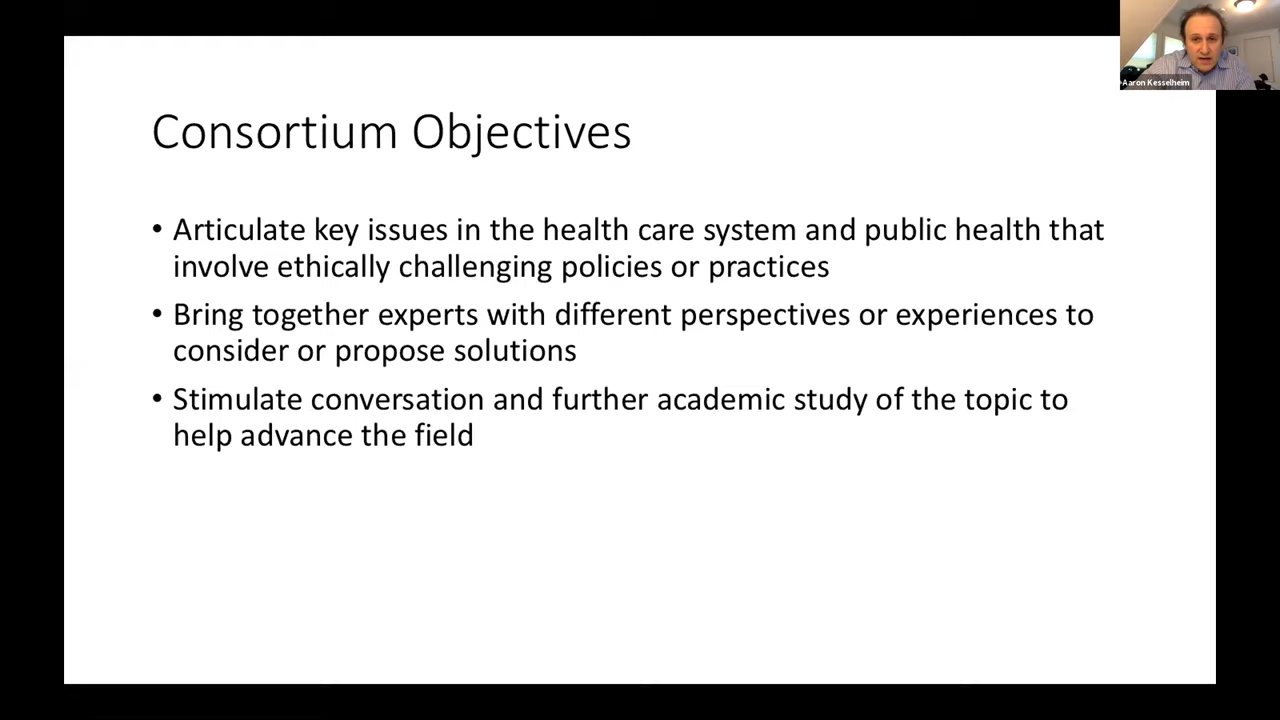 Aaron Kesselheim
Consortium Objectives
• Articulate key issues in the health care system and public health that
involve ethically challenging policies or practices
• Bring together experts with different perspectives or experiences to
consider or propose solutions
• Stimulate conversation and further academic study of the topic to
help advance the field